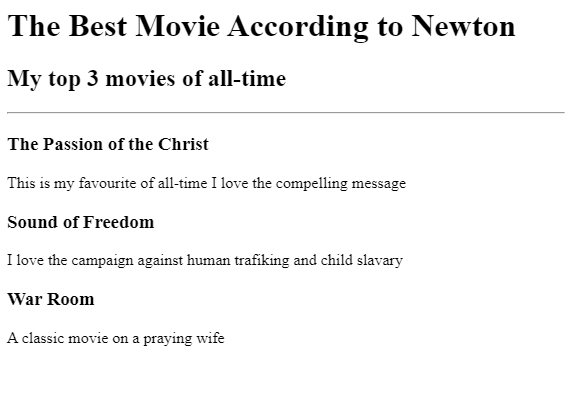 The Best Movie According to Newton
My top 3 movies of all-time
The Passion of the Christ
This is my favourite of all-time I love the compelling message
Sound of Freedom
I love the campaign against human trafiking and child slavary
War Room
A classic movie on a praying wife